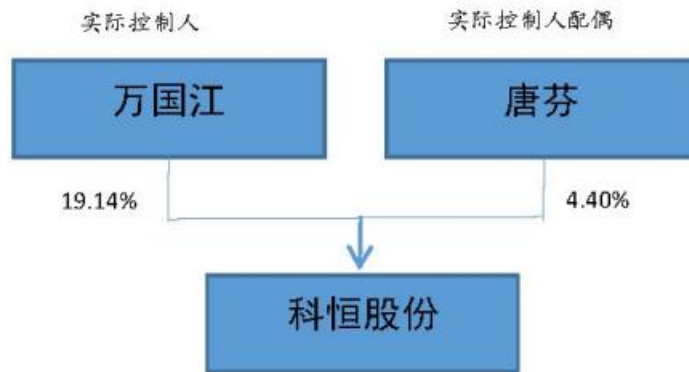 实际控制人
实际控制人配偶
万国江
唐芬
19.14%
4.40%
科恒股份